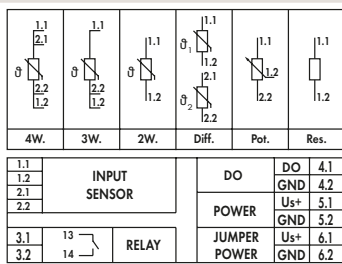 1.1 1.1 1.1 1.1 1.1 1.1
2.1
ϑ ϑ ϑ ϑ1
1.2 1.2
2.1
2.2 2.2 ϑ2
1.2 1.2 1.2 2.2 2.2 1.2
4W. 3W. 2W. Diff. Pot. Res.
1.1 INPUT SENSOR DO DO 4.1
1.2 GND 4.2
2.1 POWER Us+ 5.1
2.2 GND 5.2
3.1 13 RELAY JUMPER POWER Us+ 6.1
3.2 14 GND 6.2